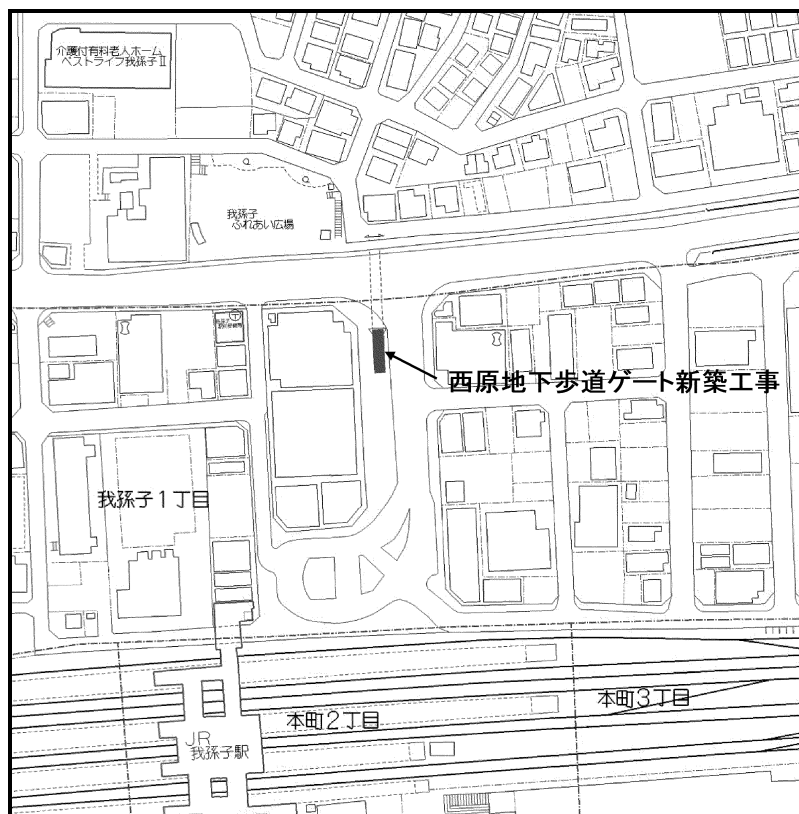 介護付有料老人ホーム
ベストライフ我孫子Ⅱ
我孫子
ふれあい広場
西原地下歩道ゲート新築工事
我孫子1丁目
本町3丁目
本町2丁目
JR
我孫子駅